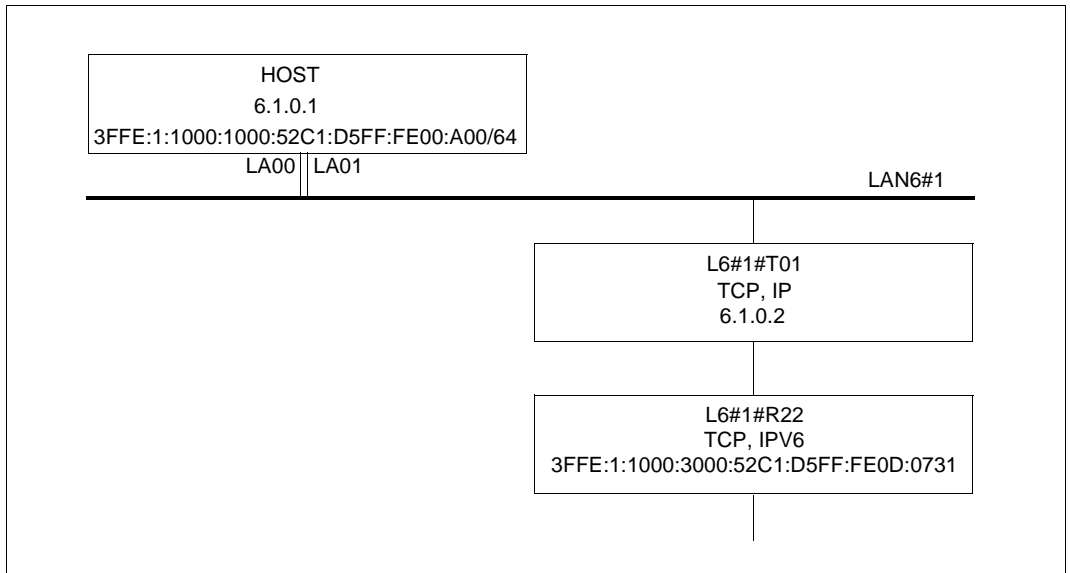 HOST
6.1.0.1
3FFE:1:1000:1000:52C1:D5FF:FE00:A00/64
LA00 LA01
LAN6#1
L6#1#T01
TCP, IP
6.1.0.2
L6#1#R22
TCP, IPV6
3FFE:1:1000:3000:52C1:D5FF:FE0D:0731